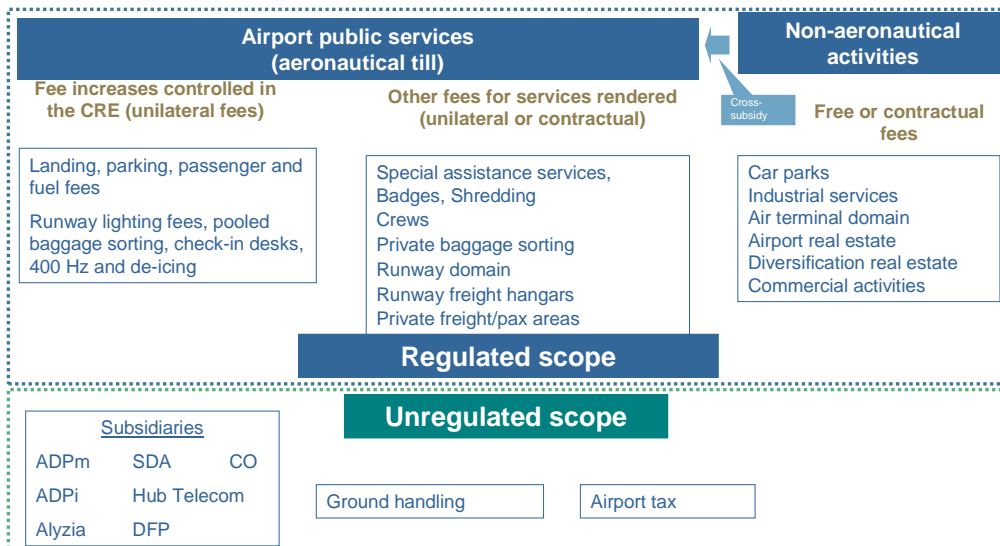 Airport public services
(aeronautical till)
Non-aeronautical
activities
Cross-
subsidy
Fee increases controlled in
the CRE (unilateral fees)
Other fees for services rendered
(unilateral or contractual)
Free or contractual
fees
Landing, parking, passenger and
fuel fees
Runway lighting fees, pooled
baggage sorting, check-in desks,
400 Hz and de-icing
Special assistance services,
Badges, Shredding
Crews
Private baggage sorting
Runway domain
Runway freight hangars
Private freight/pax areas
Car parks
Industrial services
Air terminal domain
Airport real estate
Diversification real estate
Commercial activities
Regulated scope
Unregulated scope
Subsidiaries
ADPm SDA CO
ADPi Hub Telecom
Alyzia DFP
Ground handling
Airport tax